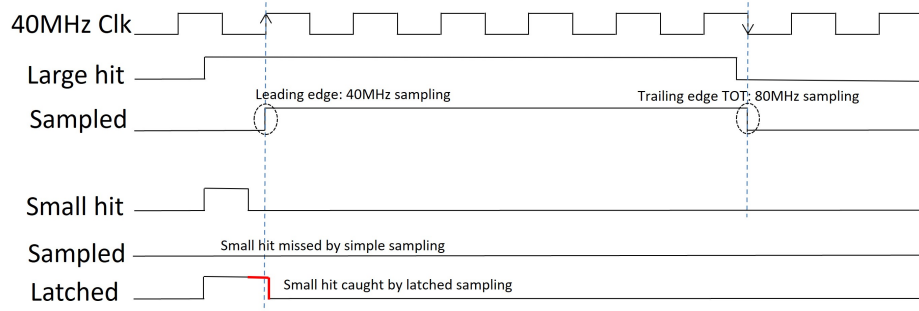 40MHz Clk
Large hit
Leading edge: 40MHz sampling
Trailing edge TOT: 80MHz sampling
Sampled
Small hit
Small hit missed by simple sampling
Sampled
Small hit caught by latched sampling
Latched